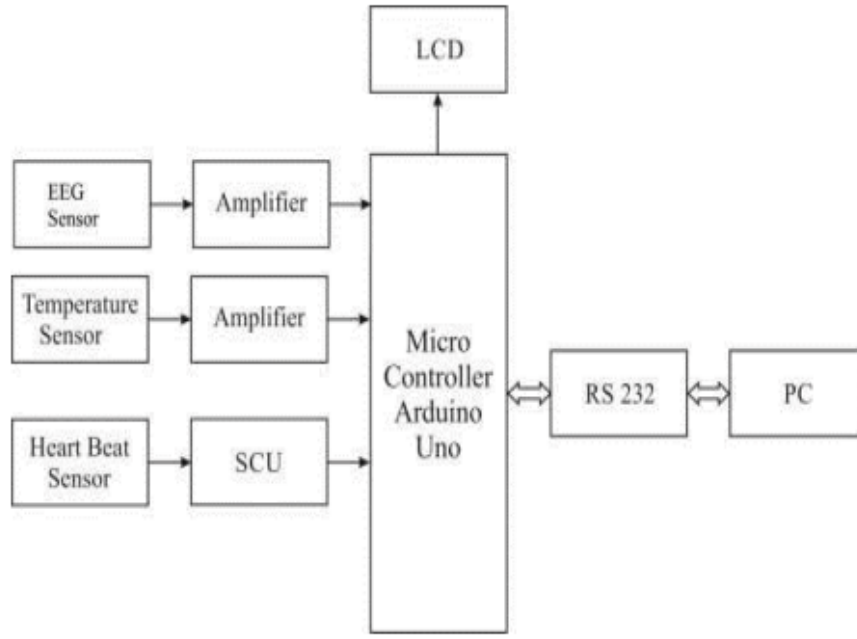 LCD
EEG
Sensor
Amplifier
Temperature
Sensor
Amplifier
Heart Beat
Sensor
SCU
Micro
Controller
Arduino
Uno
RS 232
PC